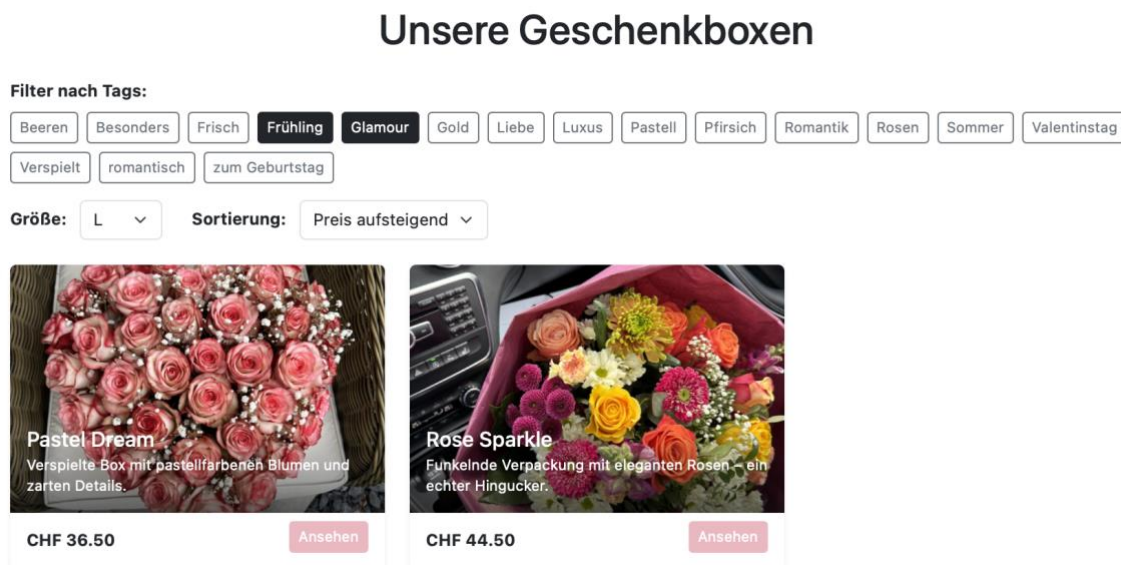 Unsere Geschenkboxen
Filter nach Tags:
Beeren Besonders Frisch Frühling Glamour Gold Liebe Luxus Pastell Pfirsich Romantik Rosen Sommer Valentinstag
Verspielt romantisch zum Geburtstag
Größe: L Sortierung: Preis aufsteigend
Pastel Dream
Verspielte Box mit pastellfarbenen Blumen und
zarten Details.
CHF 36.50 Ansehen
Rose Sparkle
Funkelnde Verpackung mit eleganten Rosen – ein
echter Hingucker.
CHF 44.50 Ansehen